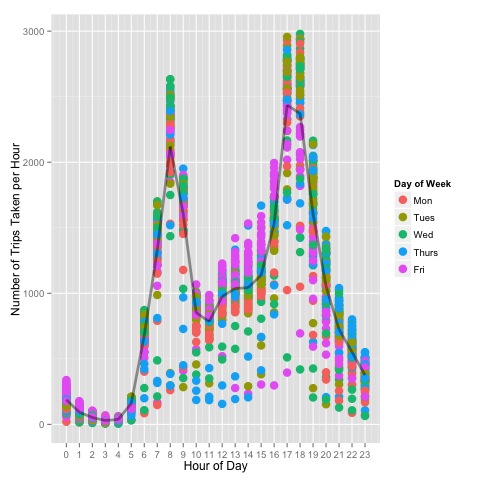 3000
2000
1000
0
Number of Trips Taken per Hour
0 1 2 3 4 5 6 7 8 9 10 11 12 13 14 15 16 17 18 19 20 21 22 23
Hour of Day
Day of Week
Mon
Tues
Wed
Thurs
Fri